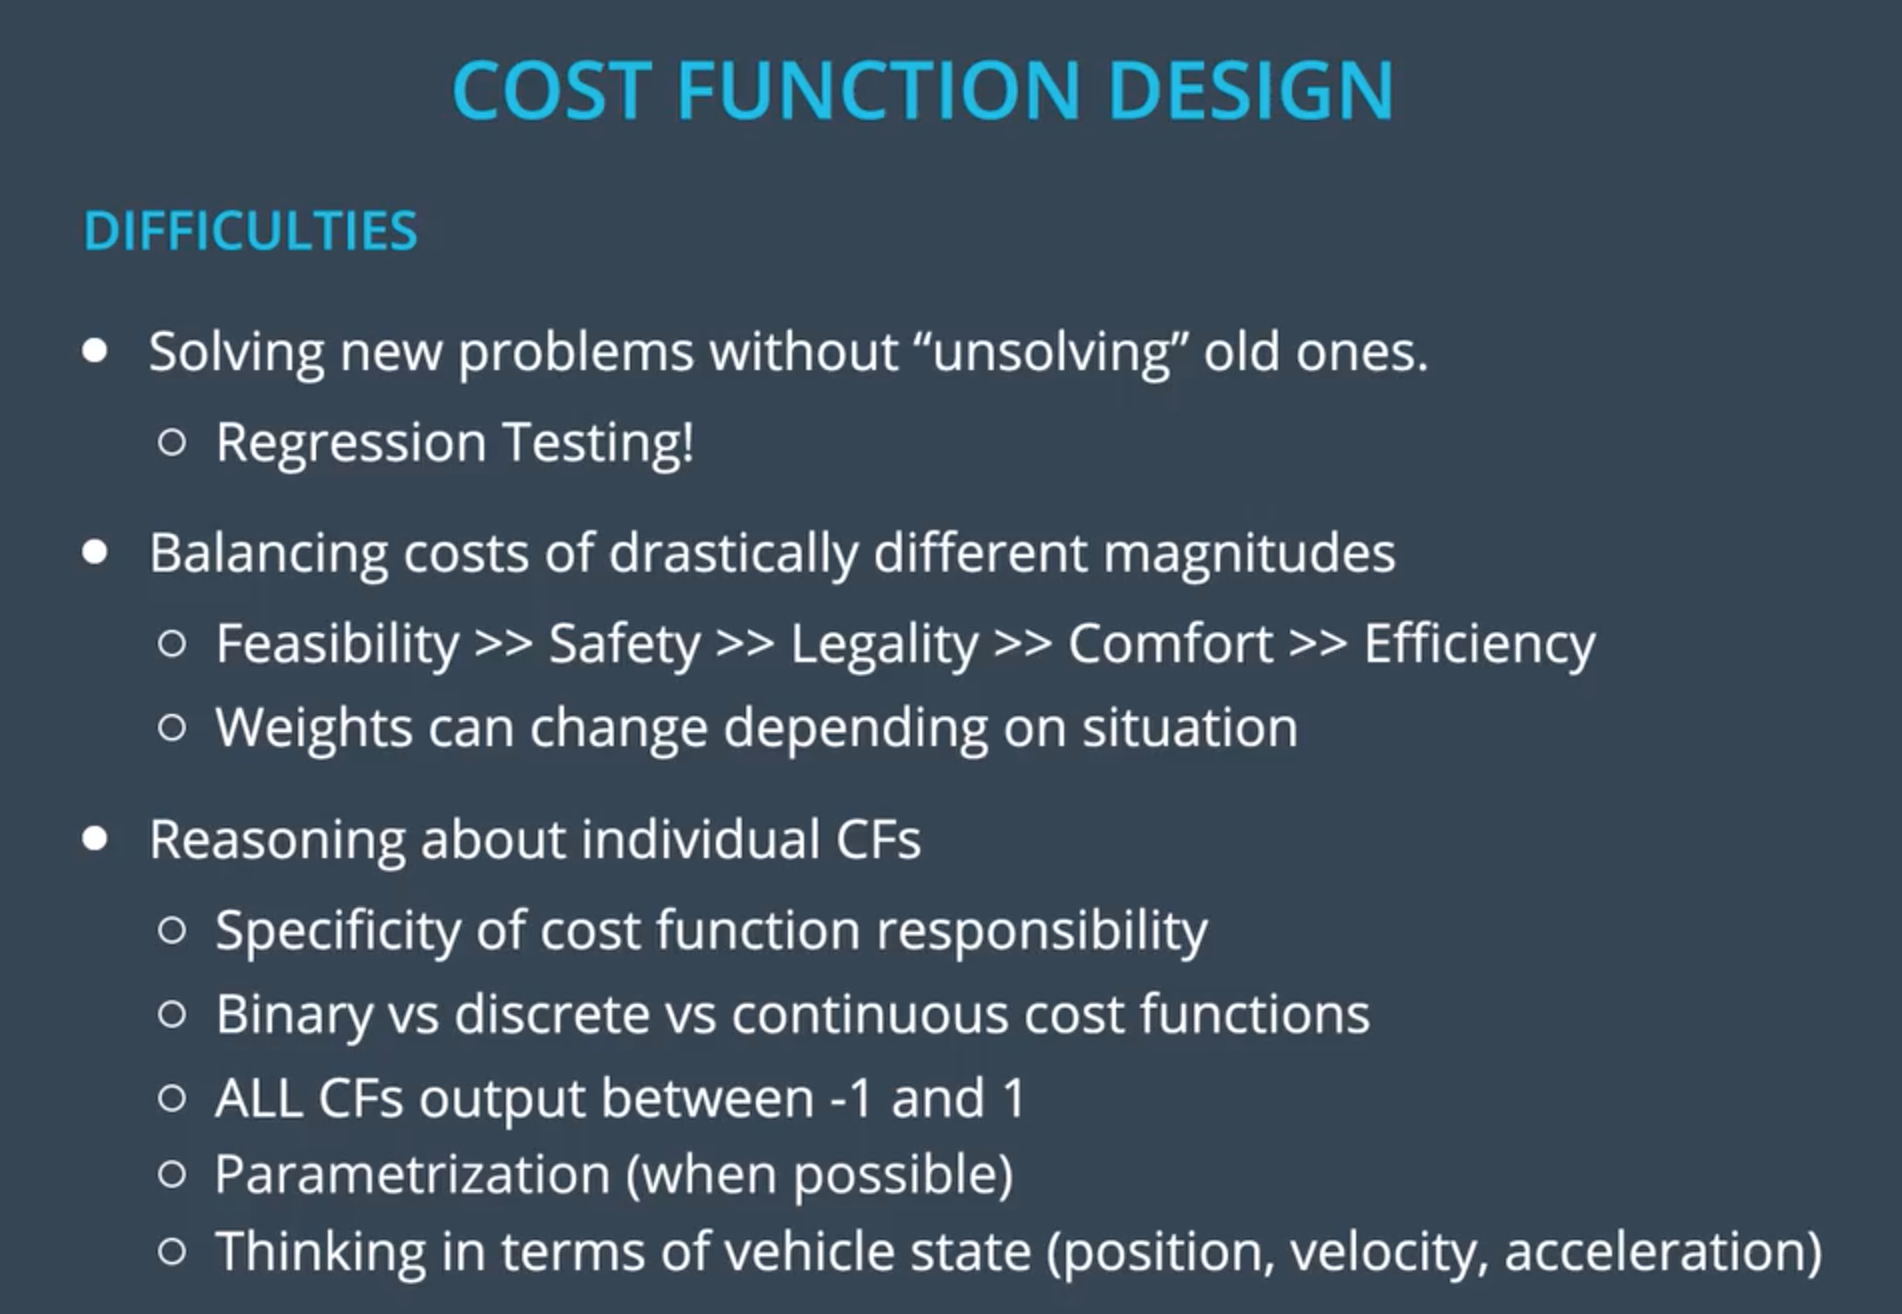 COST FUNCTION DESIGN
DIFFICULTIES
● Solving new problems without “unsolving” old ones.
○ Regression Testing!
● Balancing costs of drastically different magnitudes
○ Feasibility >> Safety >> Legality >> Comfort >> Efficiency
○ Weights can change depending on situation
● Reasoning about individual CFs
○ Specificity of cost function responsibility
○ Binary vs discrete vs continuous cost functions
○ ALL CFs output between -1 and 1
○ Parametrization (when possible)
○ Thinking in terms of vehicle state (position, velocity, acceleration)